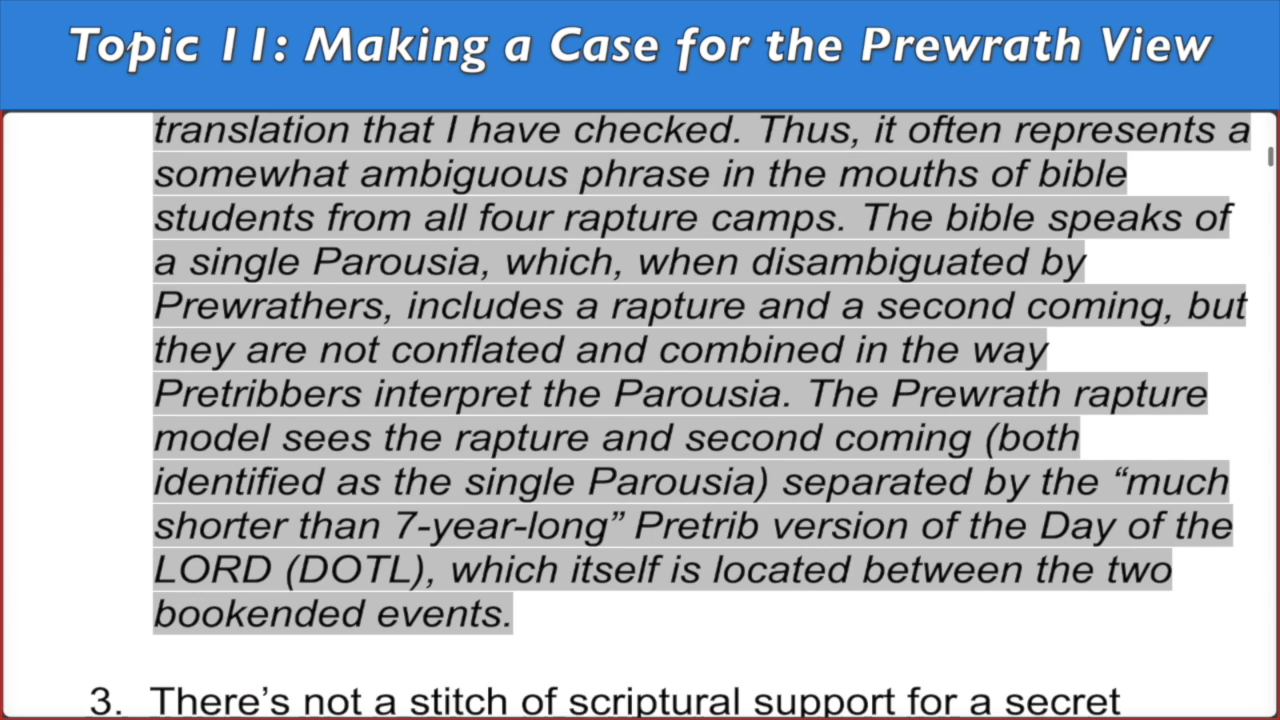 Topic 11: Making a Case for the Prewrath View
translation that I have checked. Thus, it often represents a
somewhat ambiguous phrase in the mouths of bible
students from all four rapture camps. The bible speaks of
a single Parousia, which, when disambiguated by
Prewrathers, includes a rapture and a second coming, but
they are not conflated and combined in the way
Pretribbers interpret the Parousia. The Prewrath rapture
model sees the rapture and second coming (both
identified as the single Parousia) separated by the “much
shorter than 7-year-long” Pretrib version of the Day of the
LORD (DOTL), which itself is located between the two
bookended events.
3. There’s not a stitch of scriptural support for a secret